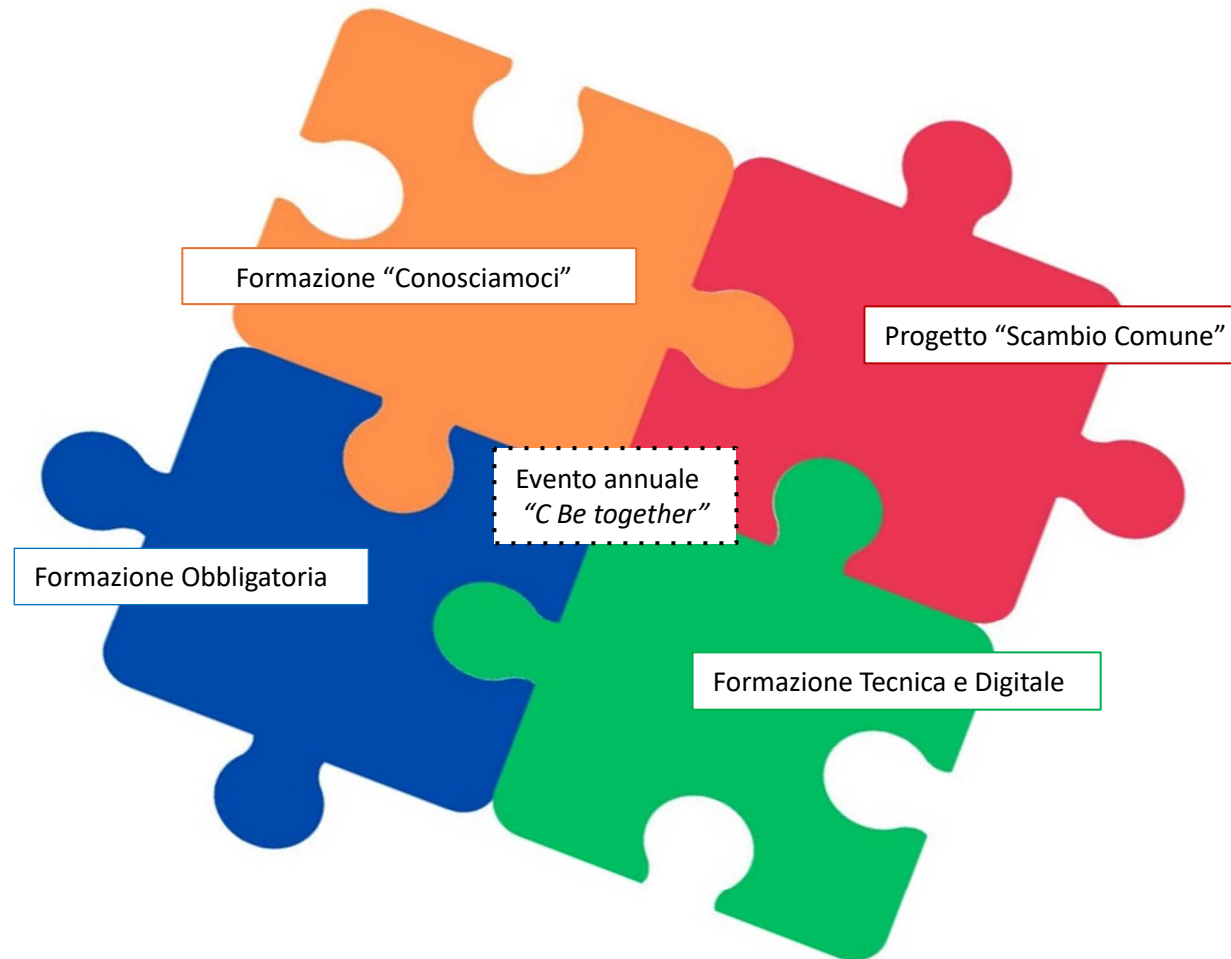 Formazione “Conosciamoci”
Progetto “Scambio Comune”
Evento annuale
“C Be together”
Formazione Obbligatoria
Formazione Tecnica e Digitale